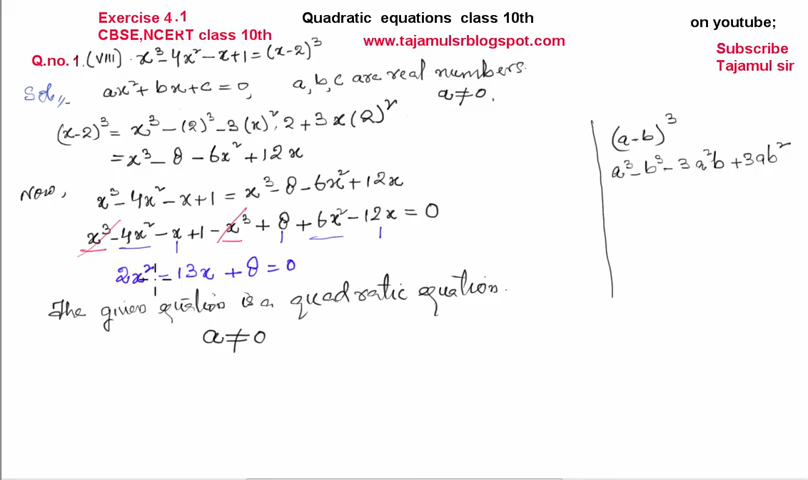 Exercise 4.1
Quadratic equations class 10th
on youtube;
CBSE,NCERT class 10th
www.tajamulsrblogspot.com
Subscribe
Tajamul sir
Q.no. 1.(VIII) · x³-4x²-x+1=(x-2)³
Sol,. ax²+bx+c=0, a,b,c are real numbers.
a≠0.
(x-2)³= x³-(2)³-3(x)².2+3x(2)²
=x³-8-6x²+12x
Now, x³-4x²-x+1=x³-8-6x²+12x
x³-4x²-x+1-x³+8+6x²-12x=0
2x²-13x+8=0
The given equation is a quadratic equation.
a≠0
(a-b)³
a³-b³-3a²b+3ab²